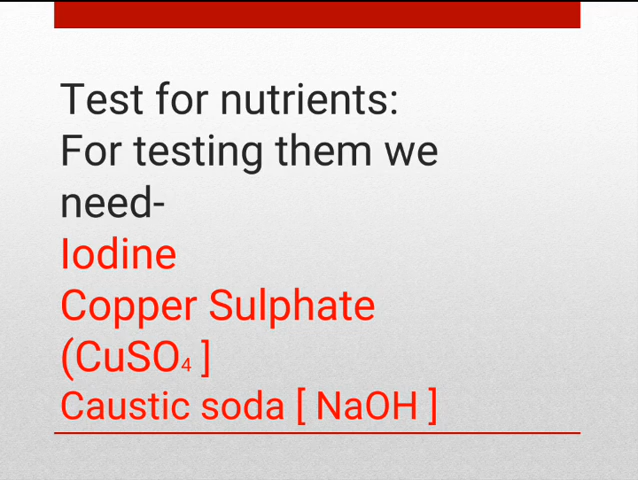 Test for nutrients:
For testing them we
need-
Iodine
Copper Sulphate
(CuSO₄ ]
Caustic soda [ NaOH ]